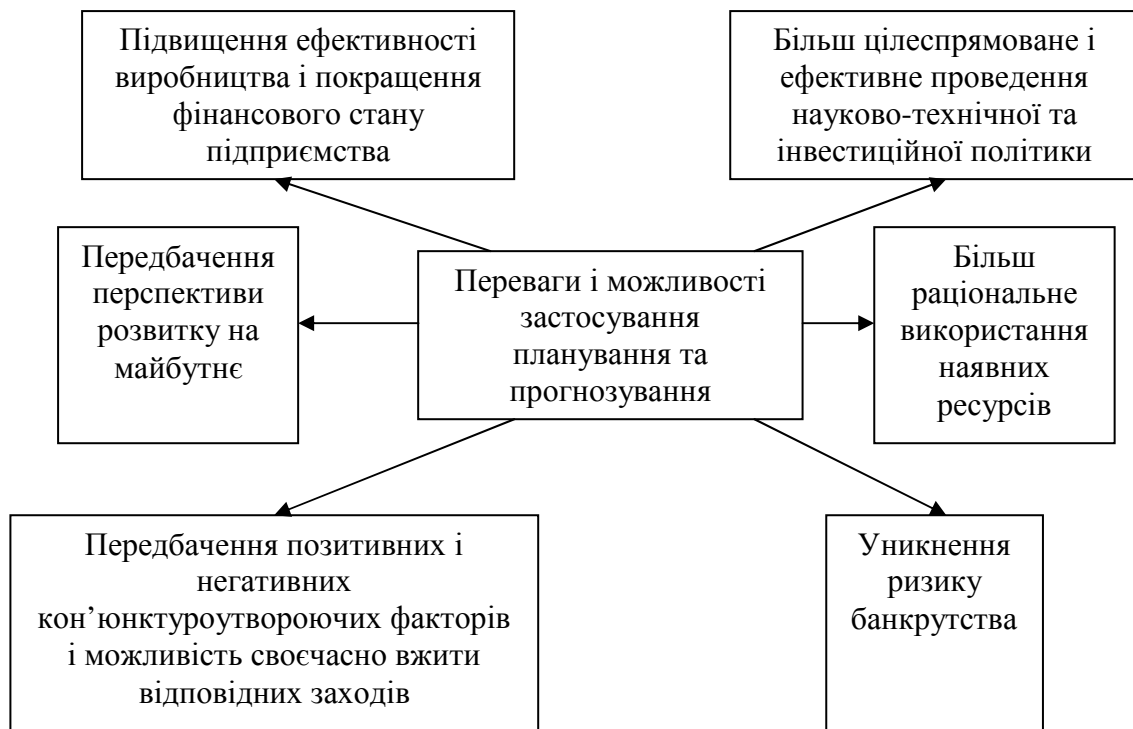 Підвищення ефективності
виробництва і покращення
фінансового стану
підприємства
Більш цілеспрямоване і
ефективне проведення
науково-технічної та
інвестиційної політики
Передбачення
перспективи
розвитку на
майбутнє
Переваги і можливості
застосування
планування та
прогнозування
Більш
раціональне
використання
наявних
ресурсів
Передбачення позитивних і
негативних
кон’юнктуроутвороючих факторів
і можливість своєчасно вжити
відповідних заходів
Уникнення
ризику
банкрутства